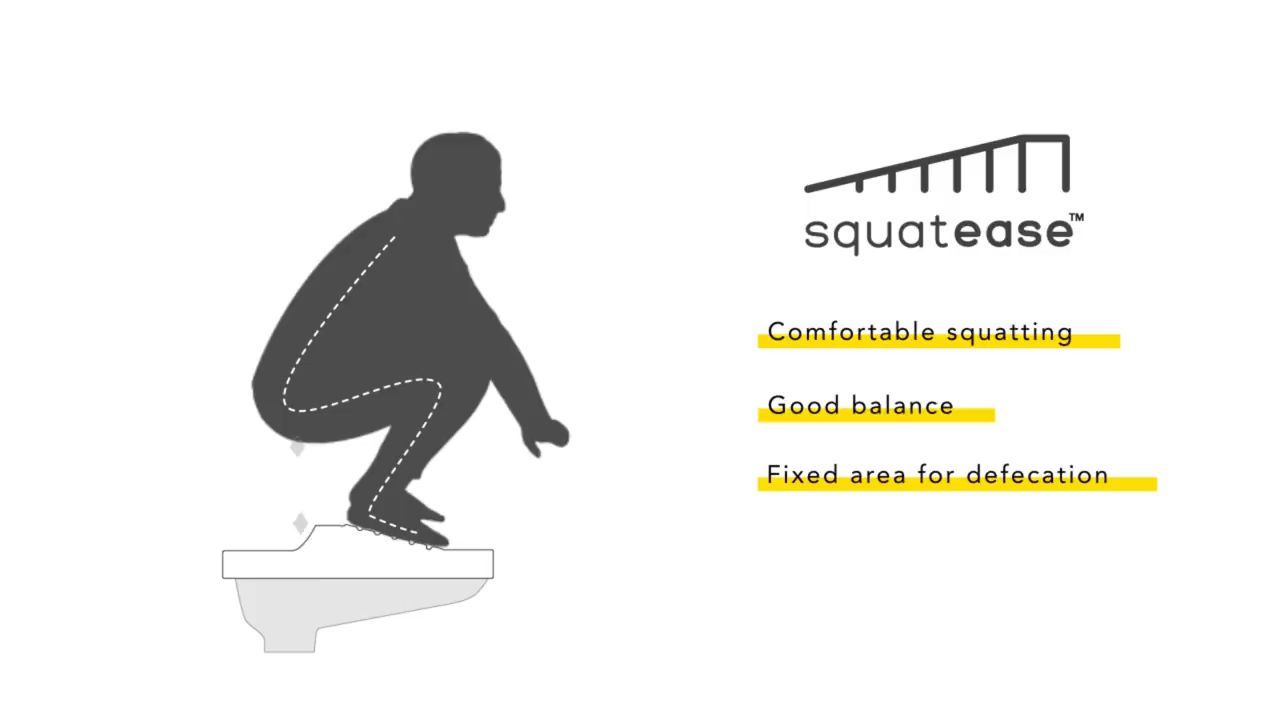 squatease™
Comfortable squatting
Good balance
Fixed area for defecation